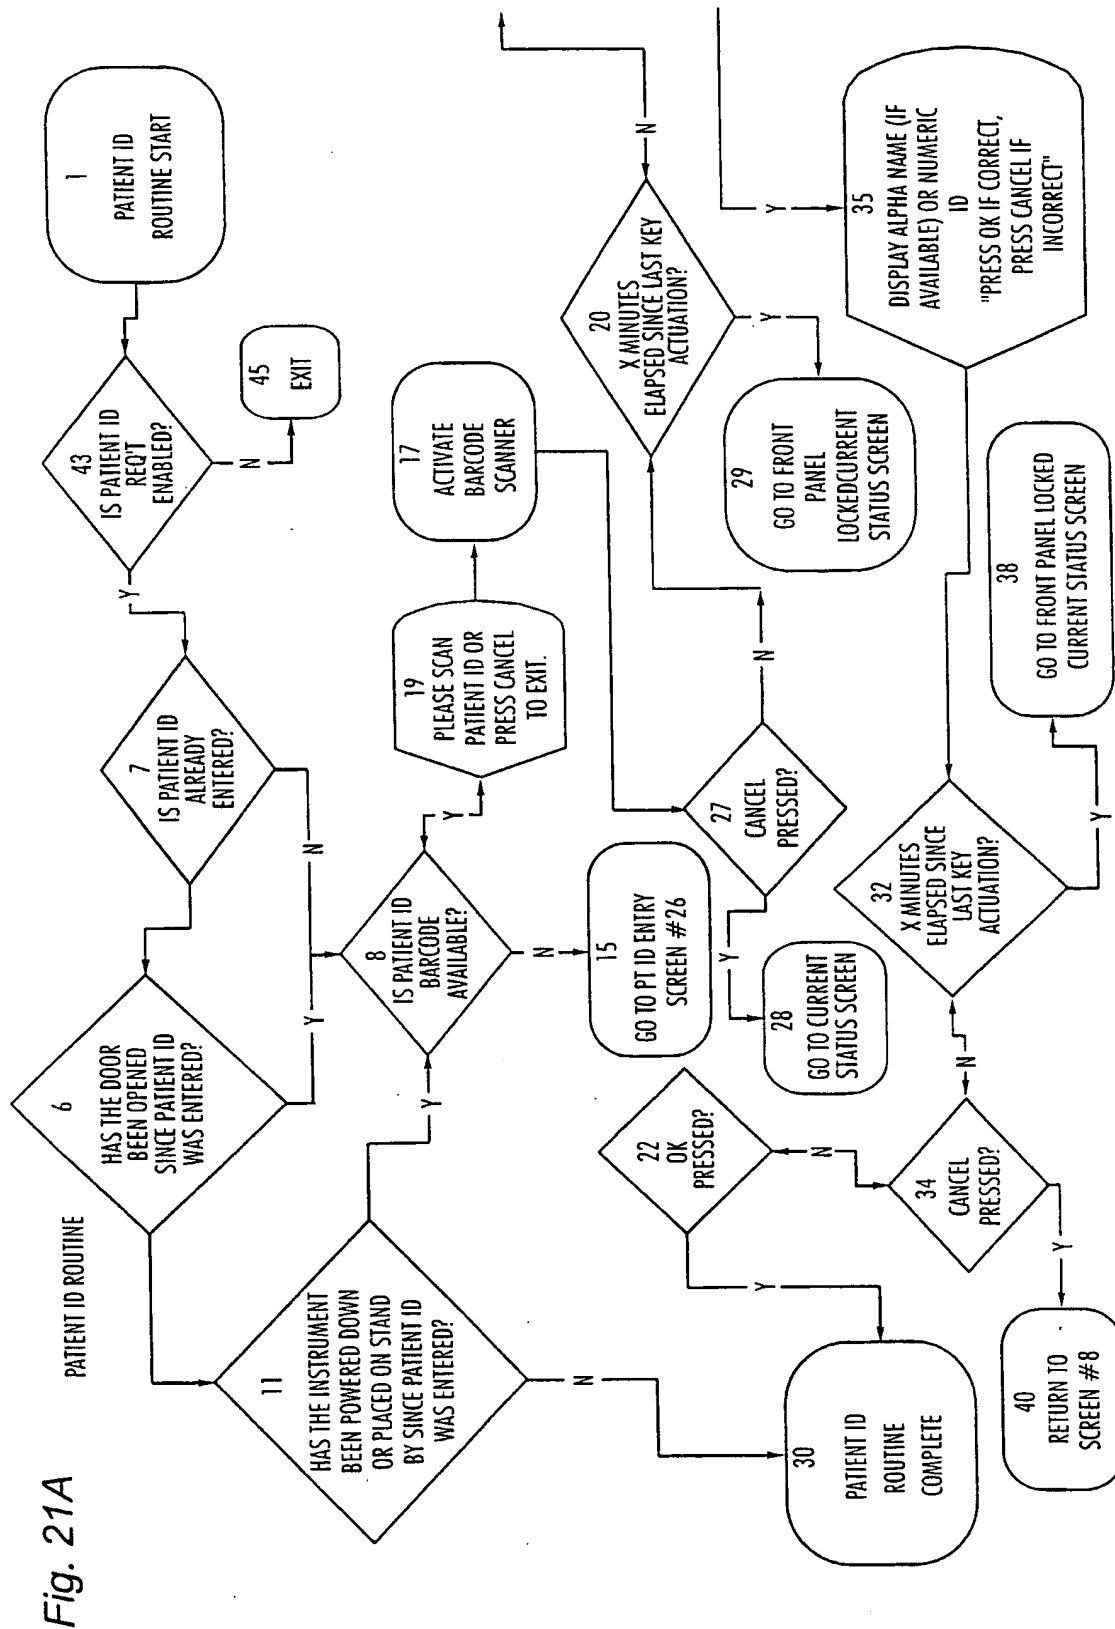 Fig. 21A
PATIENT ID ROUTINE
1
PATIENT ID
ROUTINE START
43
IS PATIENT ID
REQ'T
ENABLED?
N
45
EXIT
Y
7
IS PATIENT ID
ALREADY
ENTERED?
N
6
HAS THE DOOR
BEEN OPENED
SINCE PATIENT ID
WAS ENTERED?
Y
11
HAS THE INSTRUMENT
BEEN POWERED DOWN
OR PLACED ON STAND
BY SINCE PATIENT ID
WAS ENTERED?
Y
N
8
IS PATIENT ID
BARCODE
AVAILABLE?
Y
N
19
PLEASE SCAN
PATIENT ID OR
PRESS CANCEL
TO EXIT.
17
ACTIVATE
BARCODE
SCANNER
15
GO TO PT ID ENTRY
SCREEN #26
27
CANCEL
PRESSED?
N
Y
28
GO TO CURRENT
STATUS SCREEN
20
X MINUTES
ELAPSED SINCE LAST KEY
ACTUATION?
N
Y
29
GO TO FRONT
PANEL
LOCKEDCURRENT
STATUS SCREEN
Y
35
DISPLAY ALPHA NAME (IF
AVAILABLE) OR NUMERIC
ID
"PRESS OK IF CORRECT,
PRESS CANCEL IF
INCORRECT"
32
X MINUTES
ELAPSED SINCE
LAST KEY
ACTUATION?
Y
38
GO TO FRONT PANEL LOCKED
CURRENT STATUS SCREEN
N
34
CANCEL
PRESSED?
N
Y
22
OK
PRESSED?
Y
30
PATIENT ID
ROUTINE
COMPLETE
40
RETURN TO
SCREEN #8